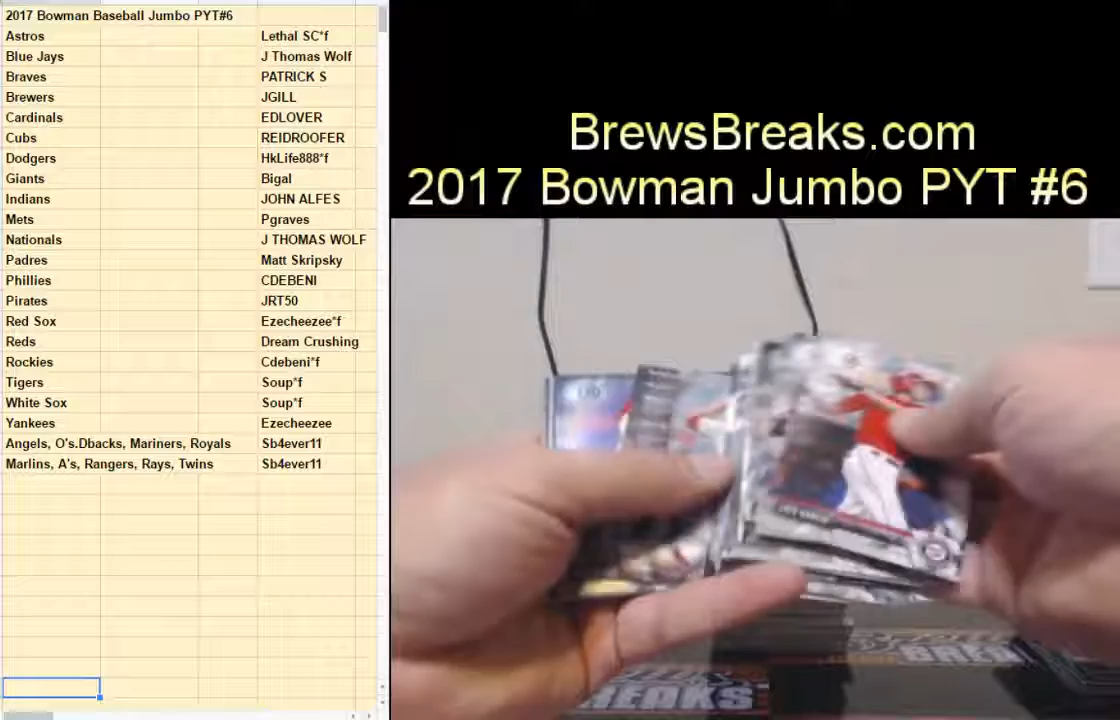 2017 Bowman Baseball Jumbo PYT#6
Astros Lethal SC*f
Blue Jays J Thomas Wolf
Braves PATRICK S
Brewers JGILL
Cardinals EDLOVER
Cubs REIDROOFER
Dodgers HkLife888*f
Giants Bigal
Indians JOHN ALFES
Mets Pgraves
Nationals J THOMAS WOLF
Padres Matt Skripsky
Phillies CDEBENI
Pirates JRT50
Red Sox Ezecheezee*f
Reds Dream Crushing
Rockies Cdebeni*f
Tigers Soup*f
White Sox Soup*f
Yankees Ezecheezee
Angels, O's.Dbacks, Mariners, Royals Sb4ever11
Marlins, A's, Rangers, Rays, Twins Sb4ever11
BrewsBreaks.com
2017 Bowman Jumbo PYT #6
BREAKS